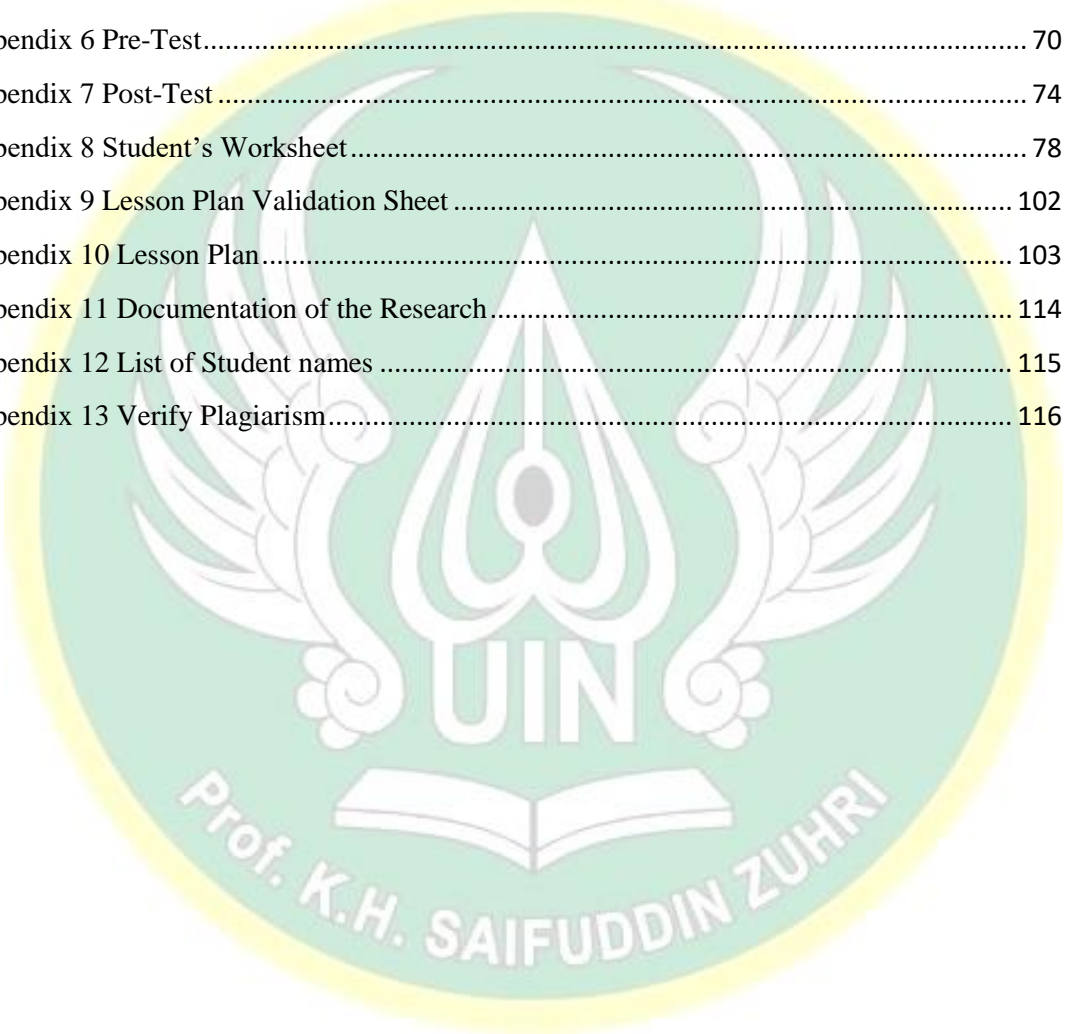 pendix 6 Pre-Test.......... 70
pendix 7 Post-Test.......... 74
pendix 8 Student’s Worksheet.......... 78
pendix 9 Lesson Plan Validation Sheet.......... 102
pendix 10 Lesson Plan.......... 103
pendix 11 Documentation of the Research.......... 114
pendix 12 List of Student names.......... 115
pendix 13 Verify Plagiarism.......... 116
UIN
Prof. K.H. SAIFUDDIN ZUHRI